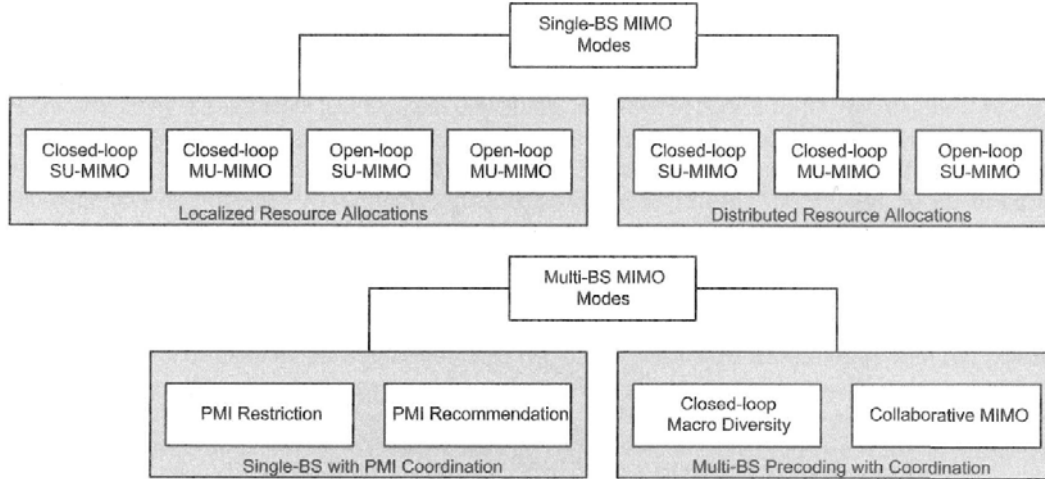 Single-BS MIMO
Modes
Closed-loop
SU-MIMO
Closed-loop
MU-MIMO
Open-loop
SU-MIMO
Open-loop
MU-MIMO
Localized Resource Allocations
Closed-loop
SU-MIMO
Closed-loop
MU-MIMO
Open-loop
SU-MIMO
Distributed Resource Allocations
Multi-BS MIMO
Modes
PMI Restriction
PMI Recommendation
Single-BS with PMI Coordination
Closed-loop
Macro Diversity
Collaborative MIMO
Multi-BS Precoding with Coordination